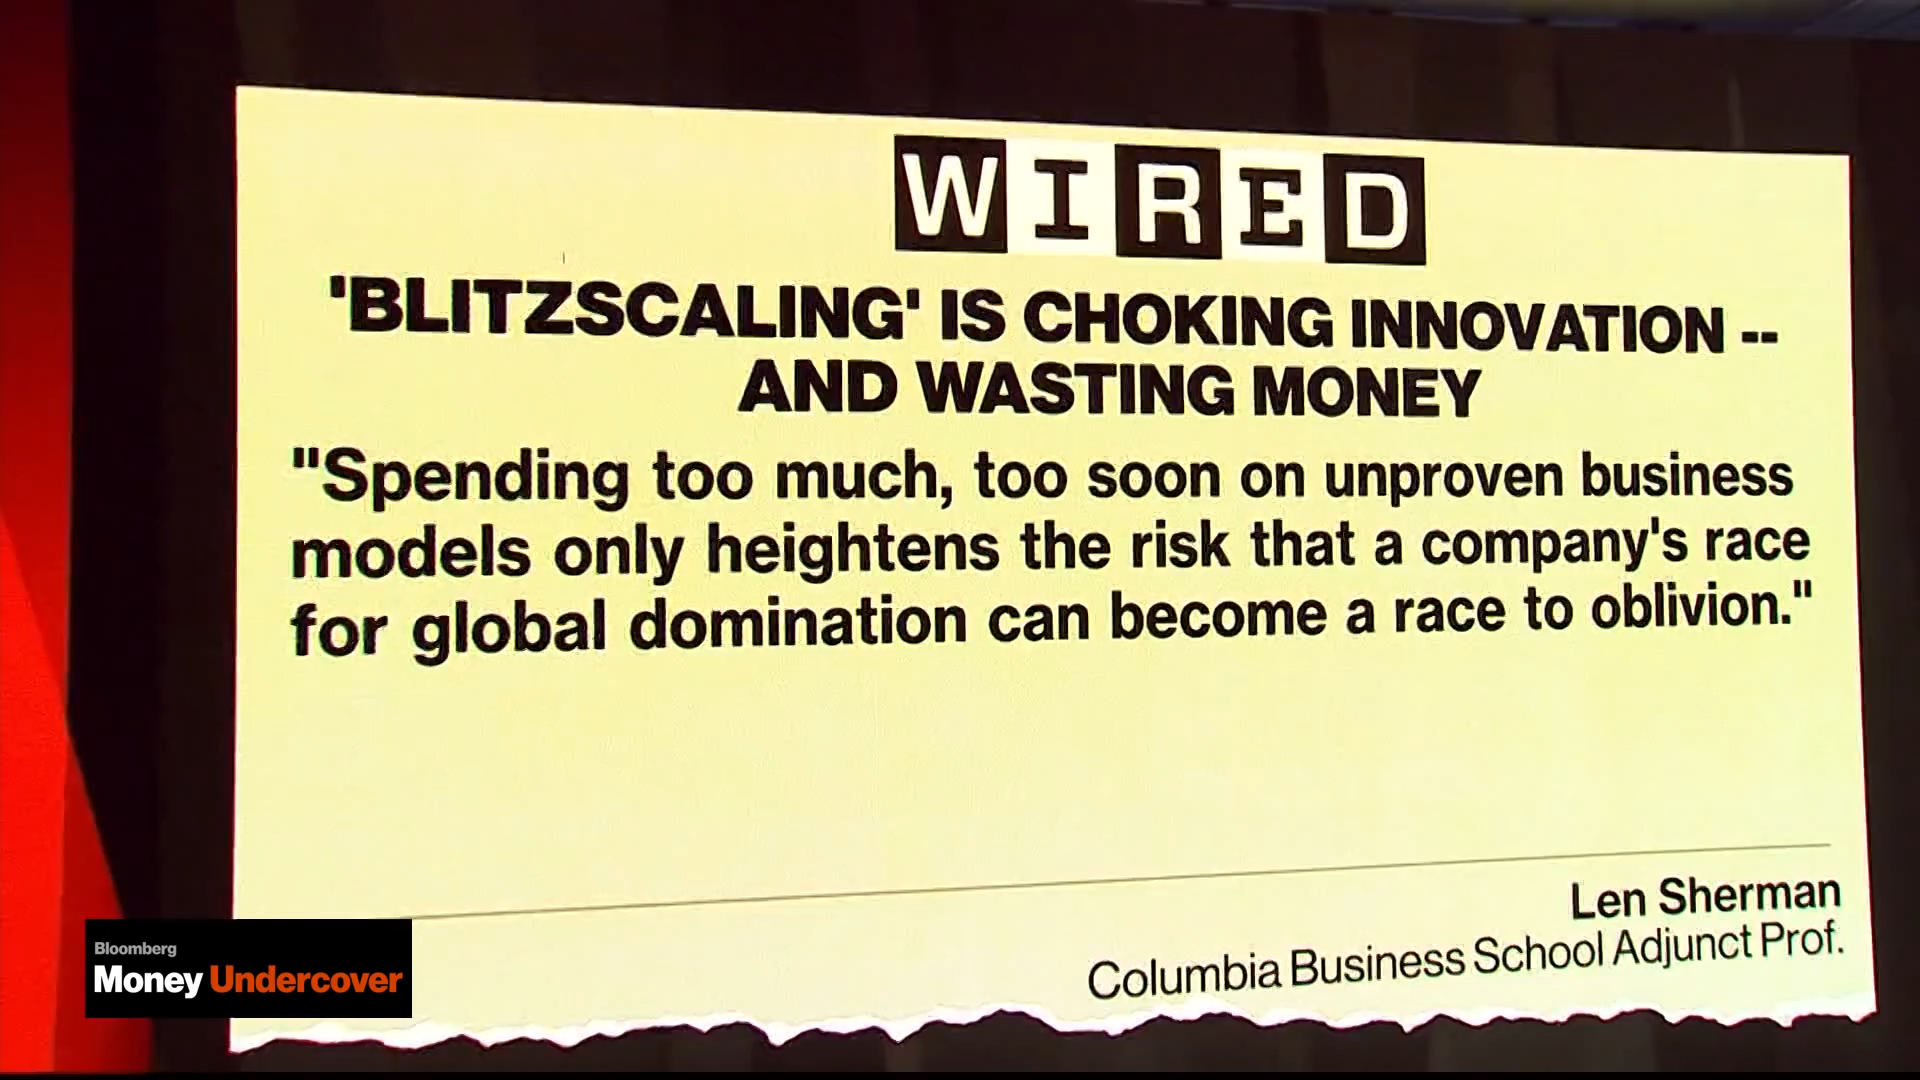 WIRED
'BLITZSCALING' IS CHOKING INNOVATION --
AND WASTING MONEY
"Spending too much, too soon on unproven business
models only heightens the risk that a company's race
for global domination can become a race to oblivion."
Len Sherman
Columbia Business School Adjunct Prof.
Bloomberg
Money Undercover